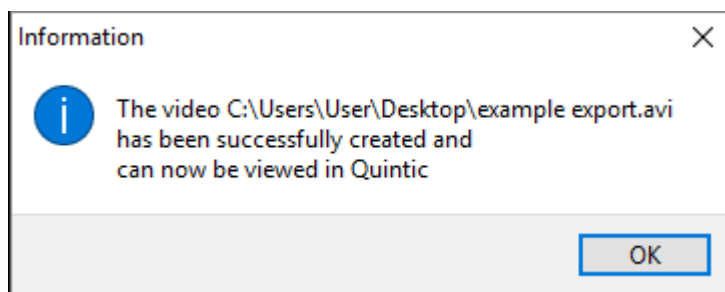 Information
The video C:\Users\User\Desktop\example export.avi
has been successfully created and
can now be viewed in Quintic
OK